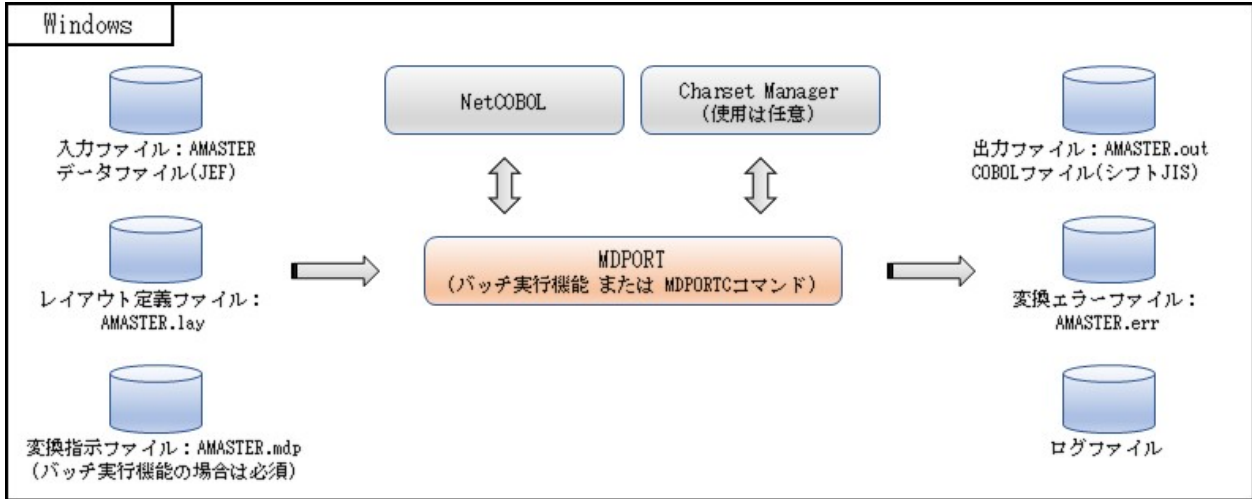 Windows
入力ファイル：AMASTER
データファイル(JEF)
レイアウト定義ファイル：
AMASTER.lay
変換指示ファイル：AMASTER.mdp
(バッチ実行機能の場合は必須)
NetCOBOL
Charset Manager
(使用は任意)
MDPORT
(バッチ実行機能 または MDPORTCコマンド)
出力ファイル：AMASTER.out
COBOLファイル(シフトJIS)
変換エラーファイル：
AMASTER.err
ログファイル